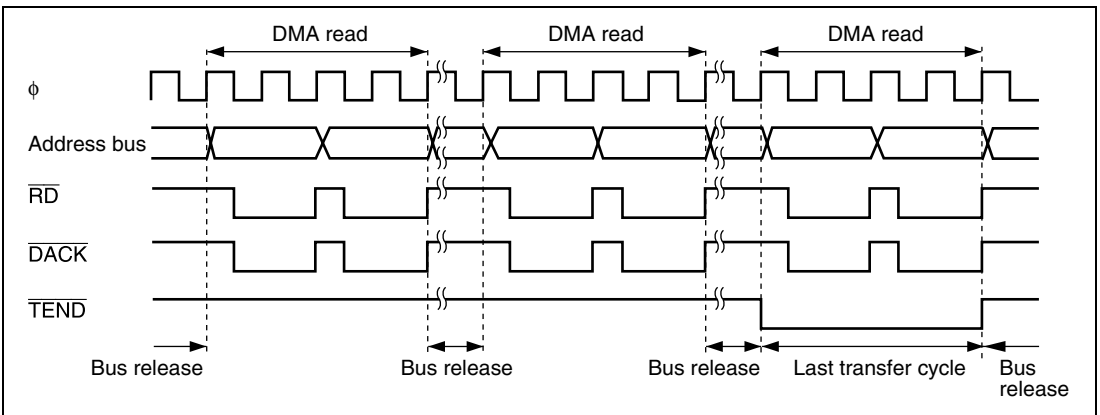 DMA read DMA read DMA read
ϕ
Address bus
RD
DACK
TEND
Bus release Bus release Bus release Last transfer cycle Bus
release